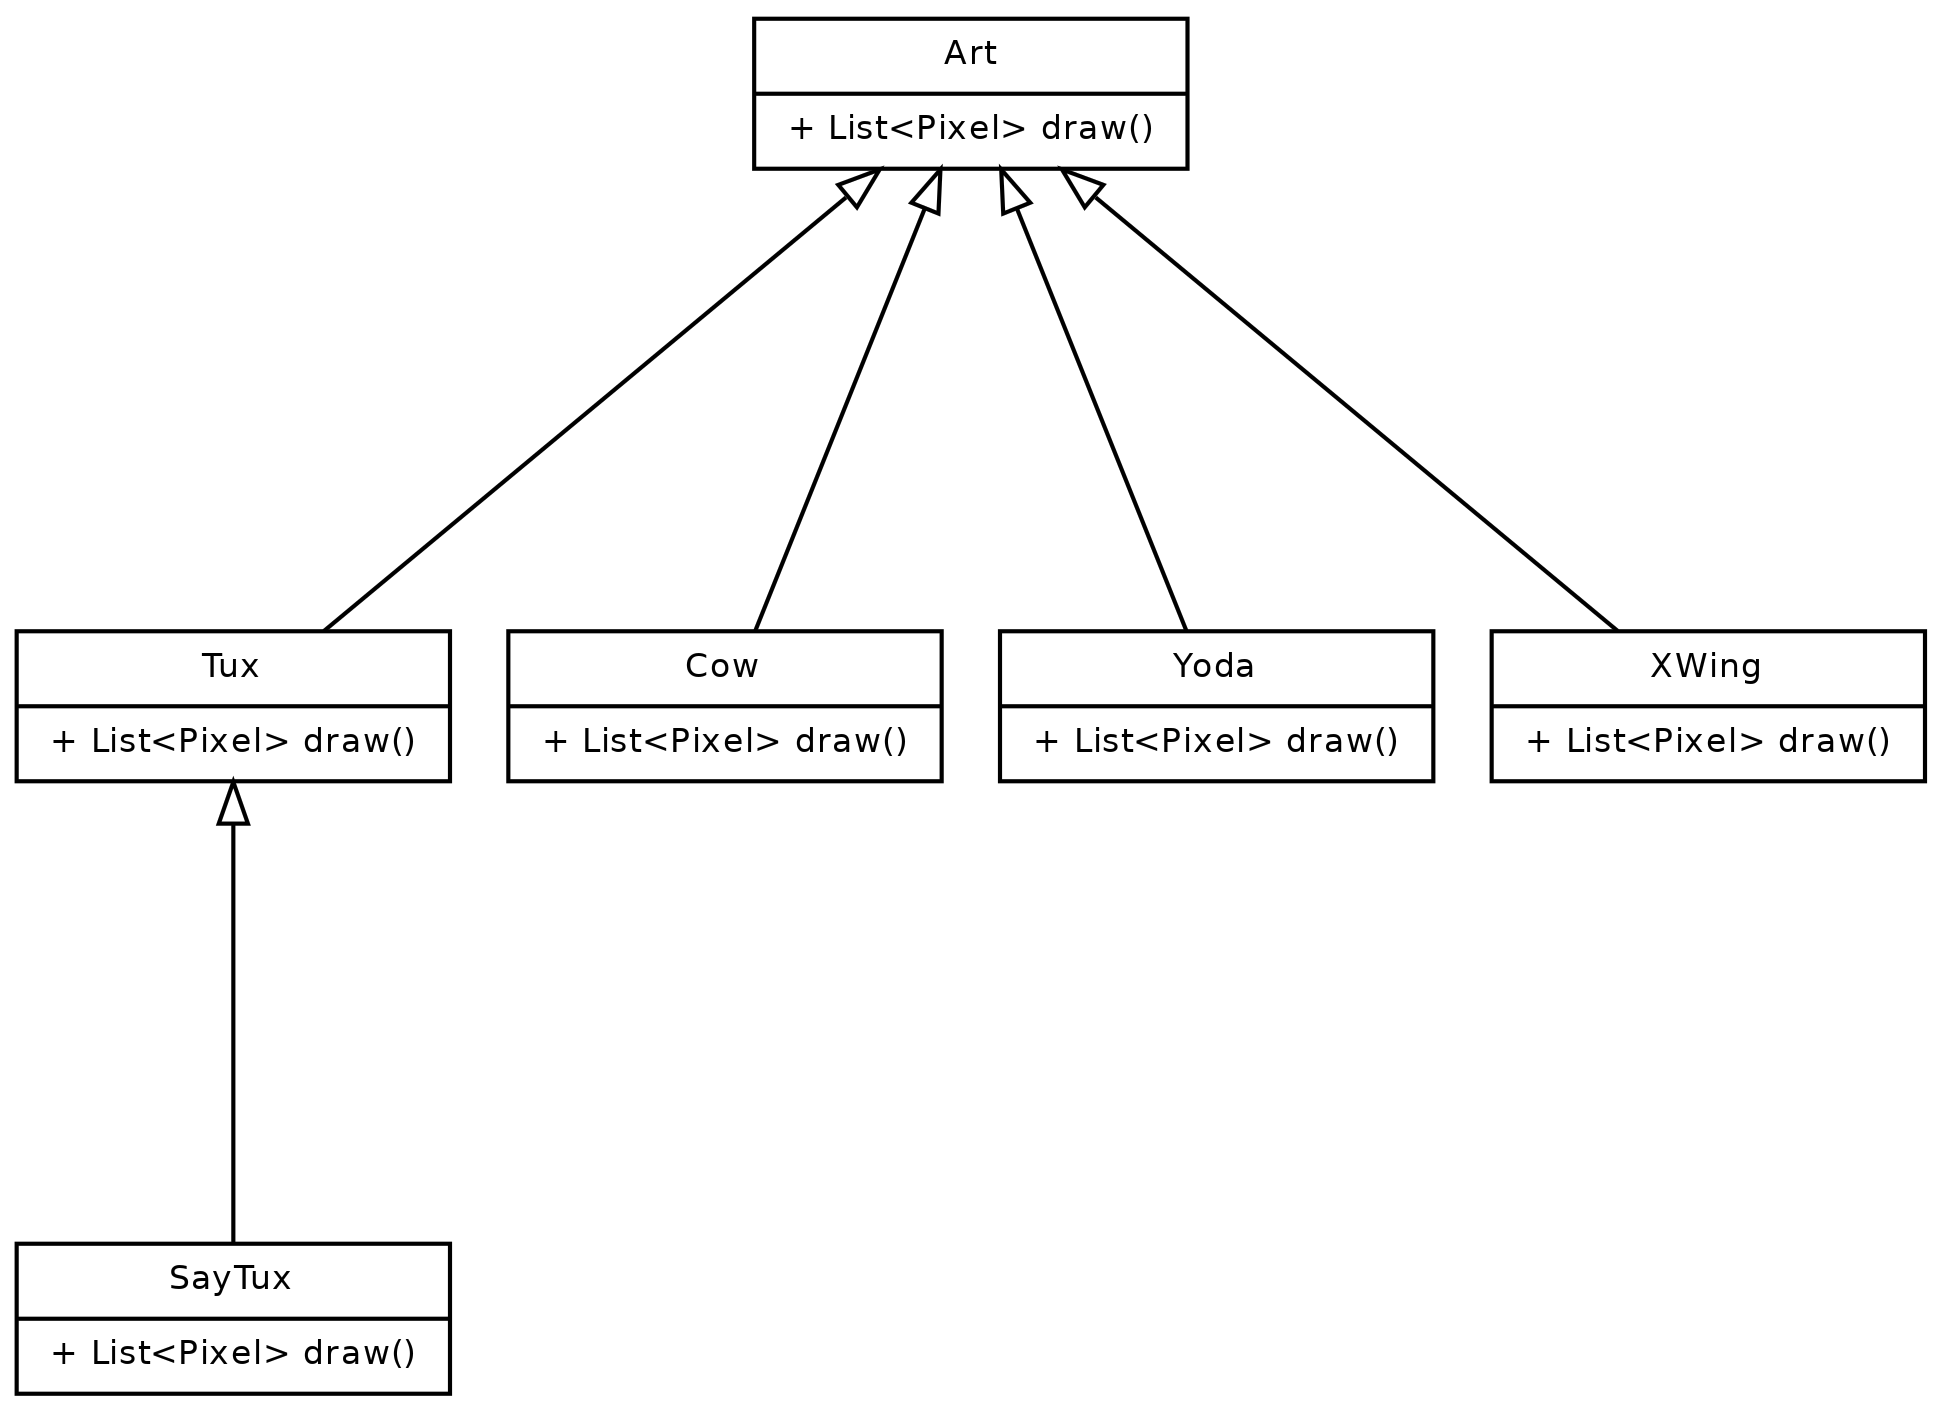 Art
+ List<Pixel> draw()
Tux
+ List<Pixel> draw()
Cow
+ List<Pixel> draw()
Yoda
+ List<Pixel> draw()
XWing
+ List<Pixel> draw()
SayTux
+ List<Pixel> draw()